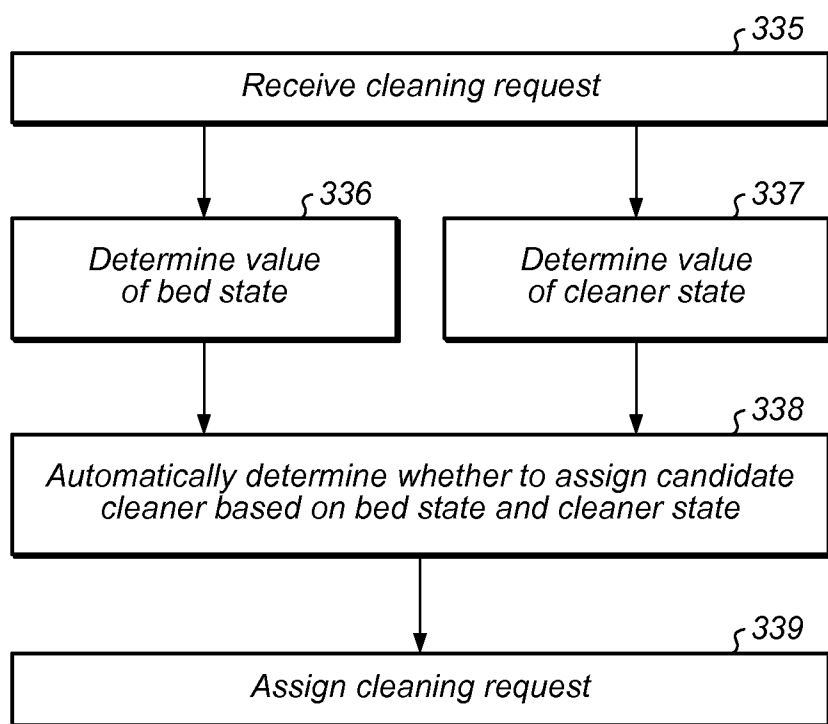 335
Receive cleaning request
336
337
Determine value
of bed state
Determine value
of cleaner state
338
Automatically determine whether to assign candidate
cleaner based on bed state and cleaner state
339
Assign cleaning request